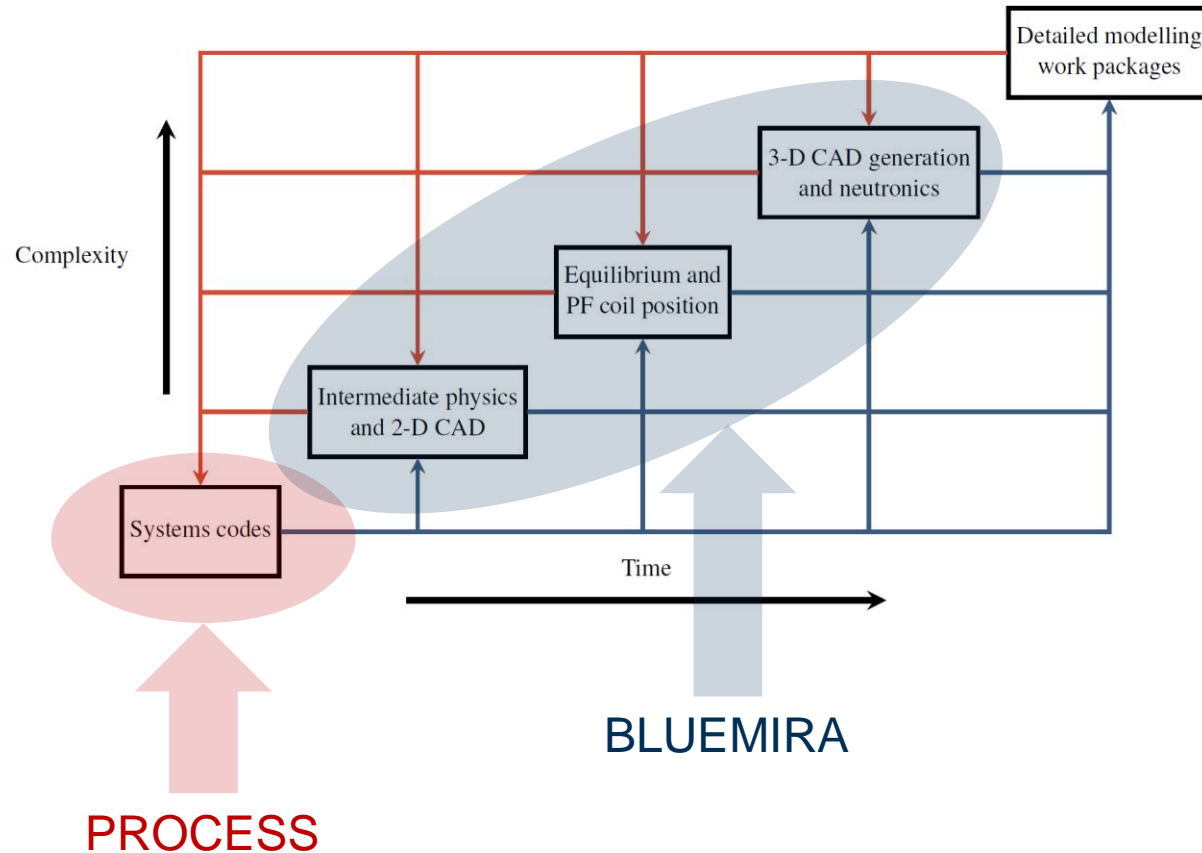 Detailed modelling
work packages
3-D CAD generation
and neutronics
Complexity
Equilibrium and
PF coil position
Intermediate physics
and 2-D CAD
Systems codes
Time
BLUEMIRA
PROCESS